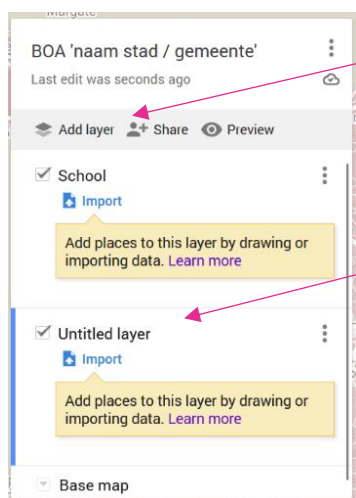 Margate
BOA 'naam stad / gemeente'
Last edit was seconds ago
Add layer Share Preview
School
Import
Add places to this layer by drawing or
importing data. Learn more
Untitled layer
Import
Add places to this layer by drawing or
importing data. Learn more
Base map